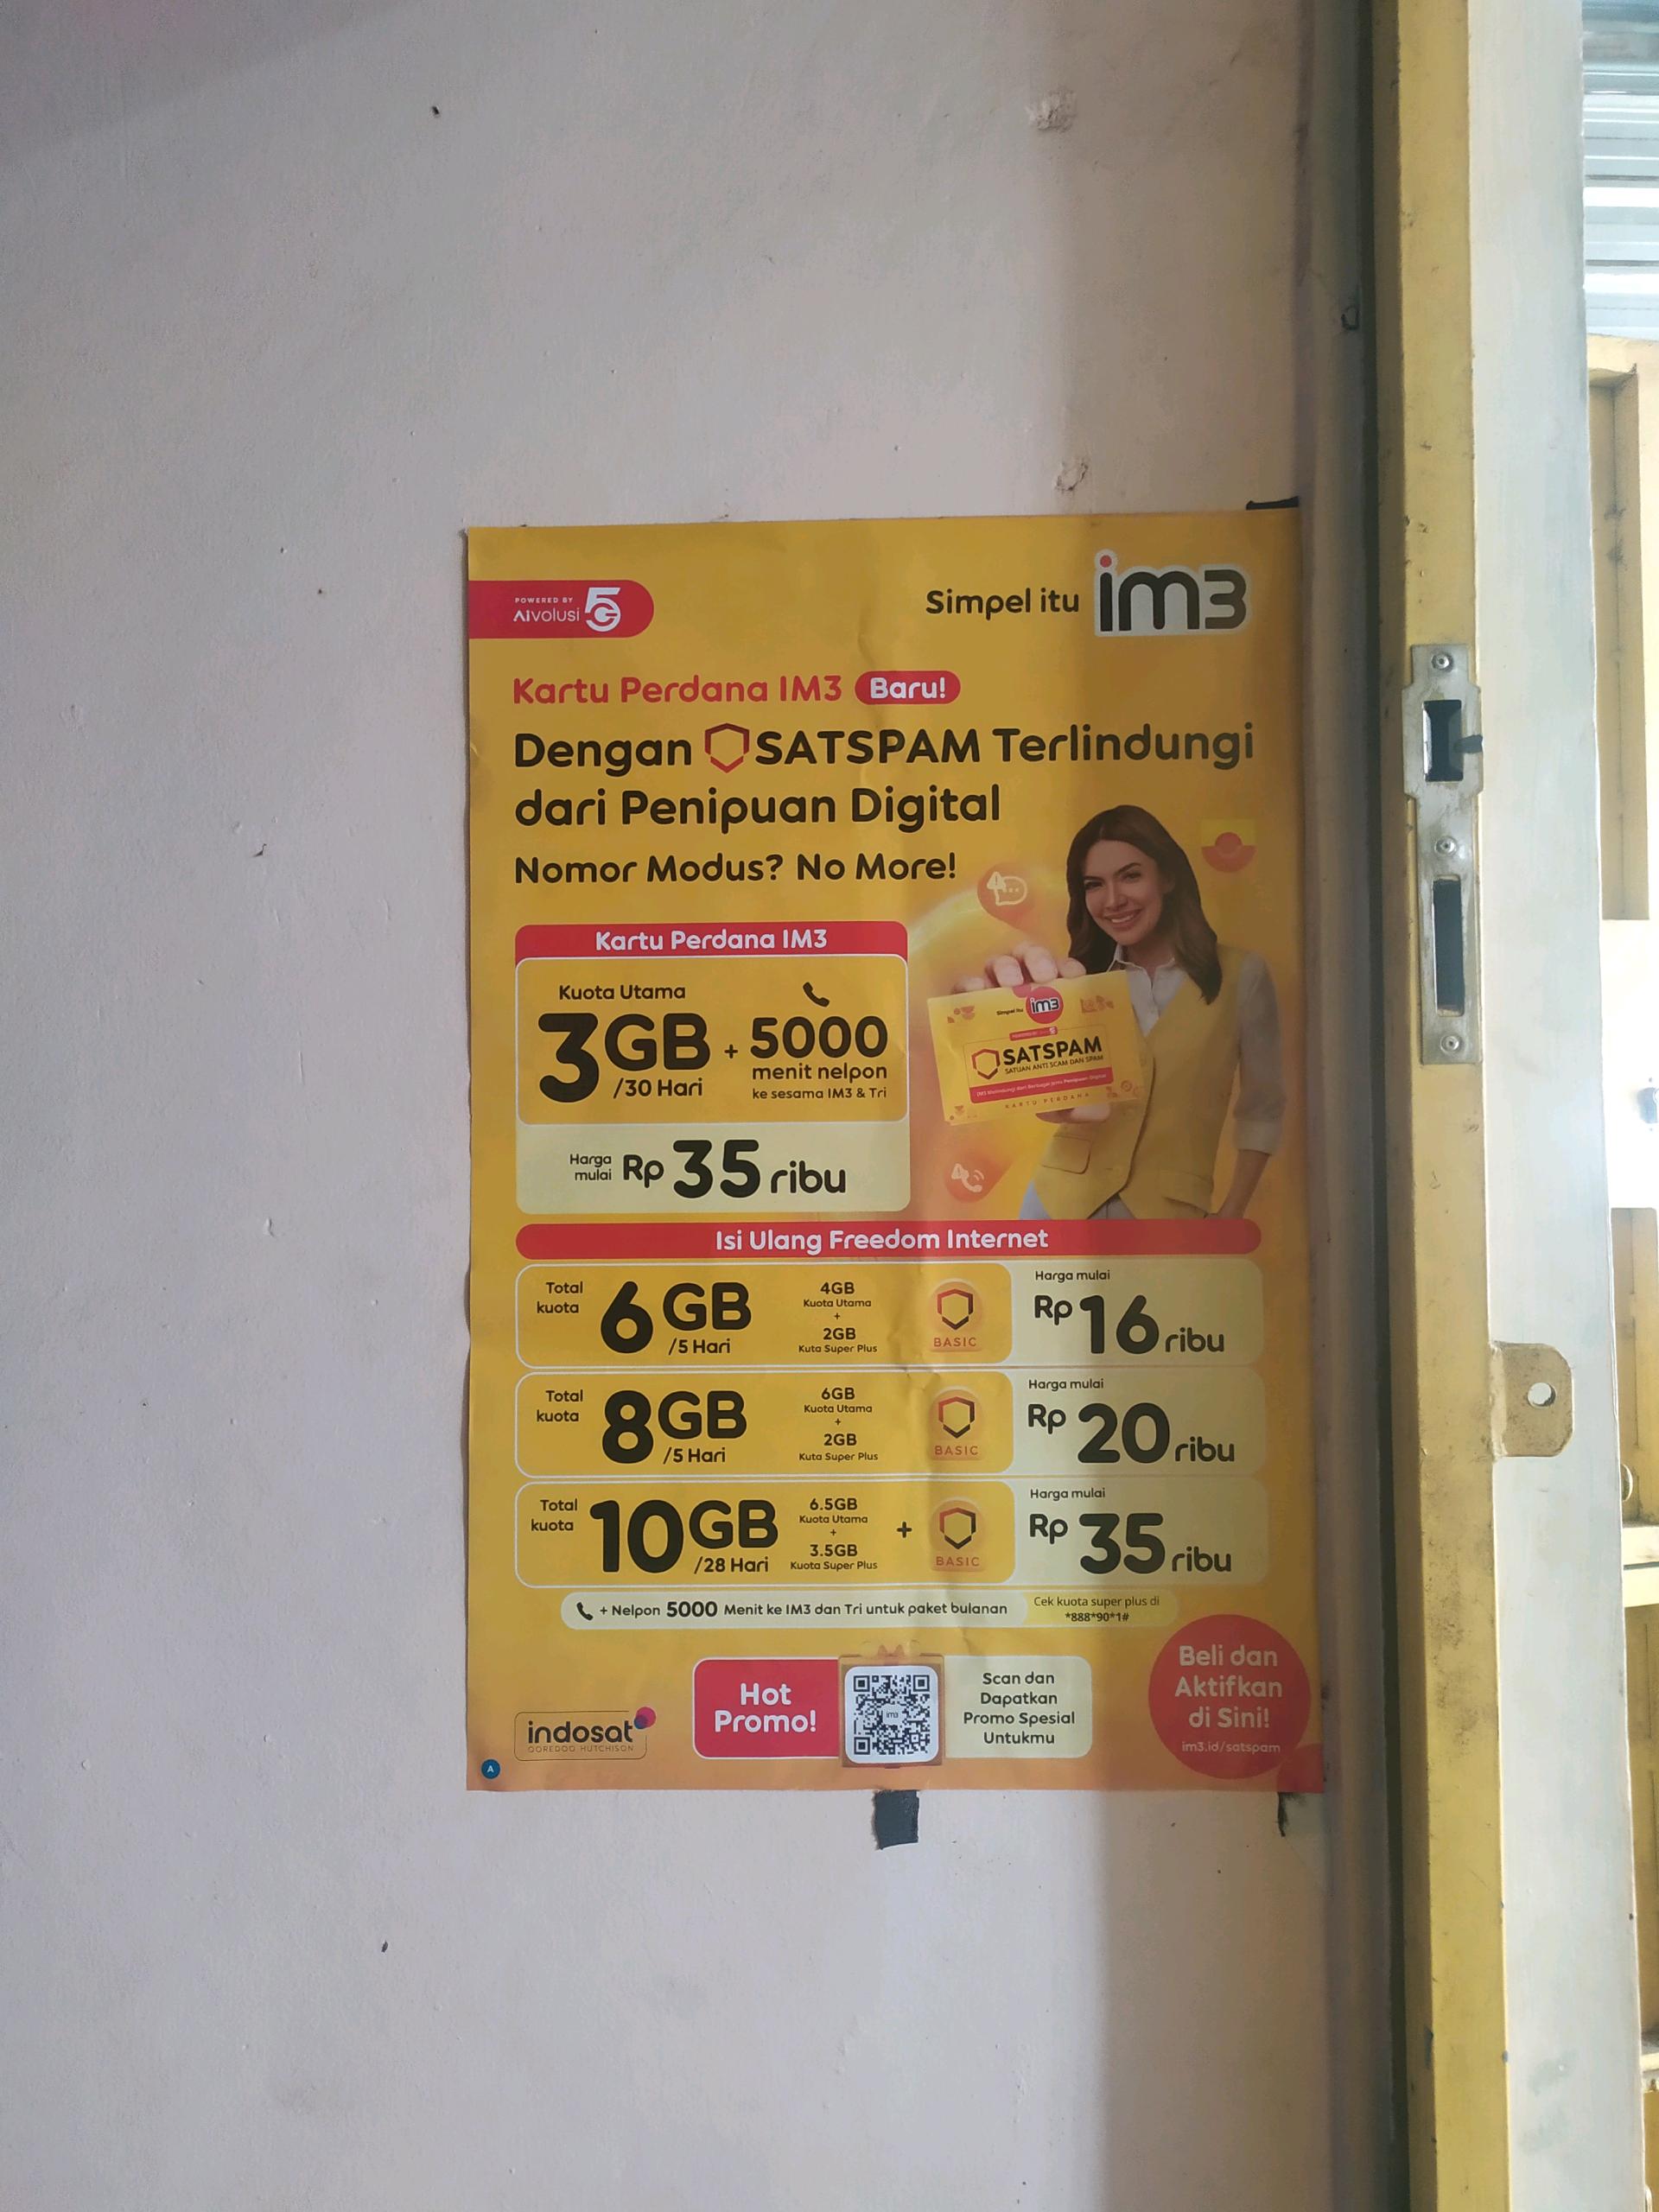 POWERED BY
AIvolusi 5G
Simpel itu im3
Kartu Perdana IM3 Baru!
Dengan SATSPAM Terlindungi
dari Penipuan Digital
Nomor Modus? No More!
Kartu Perdana IM3
Kuota Utama
3GB + 5000
/30 Hari
menit nelpon
ke sesama IM3 & Tri
Harga
mulai
Rp 35 ribu
Simpel itu im3
SATSPAM
SATUAN ANTI SCAM DAN SPAM
KARTU PERDANA
Isi Ulang Freedom Internet
Total
kuota
6GB
/5 Hari
4GB
Kuota Utama
+
2GB
Kuta Super Plus
BASIC
Harga mulai
Rp 16 ribu
Total
kuota
8GB
/5 Hari
6GB
Kuota Utama
+
2GB
Kuta Super Plus
BASIC
Harga mulai
Rp 20 ribu
Total
kuota
10GB
/28 Hari
6.5GB
Kuota Utama
+
3.5GB
Kuota Super Plus
+
BASIC
Harga mulai
Rp 35 ribu
+ Nelpon 5000 Menit ke IM3 dan Tri untuk paket bulanan
Cek kuota super plus di
*888*90*1#
indosat
OOREDOO HUTCHISON
A
Hot
Promo!
im3
Scan dan
Dapatkan
Promo Spesial
Untukmu
Beli dan
Aktifkan
di Sini!
im3.id/satspam